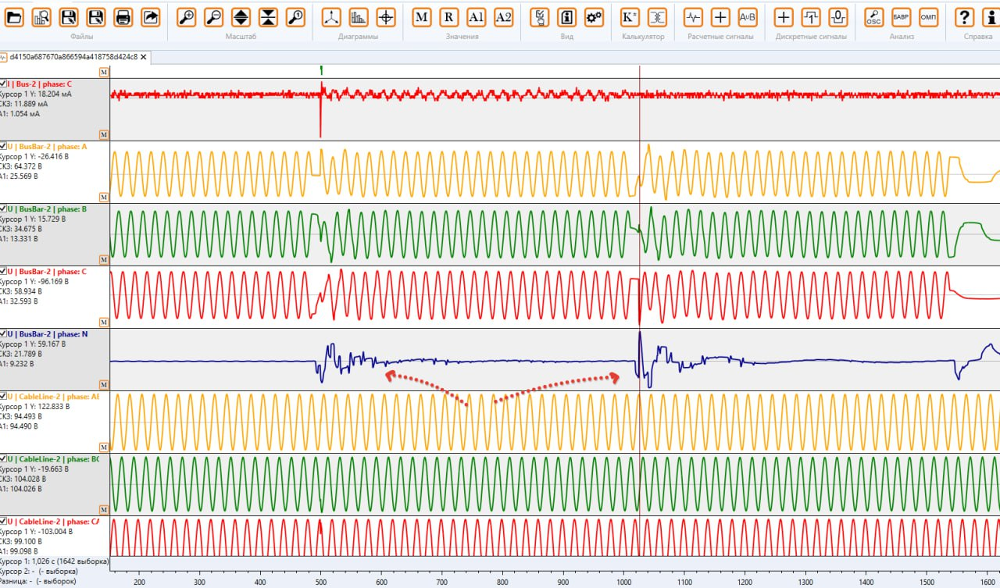 M R A1 A2 K* A∪B OSC БАВР ОМП ? i
Файлы Масштаб Диаграммы Значения Вид Калькулятор Расчетные сигналы Дискретные сигналы Анализ Справка
d4150a687670a866594a418758d424c8 ✕
M
I | Bus-2 | phase: C
Курсор 1 Y: 18.204 мА
СКЗ: 11.889 мА
A1: 1.054 мА
M
U | BusBar-2 | phase: A
Курсор 1 Y: -26.416 В
СКЗ: 64.372 В
A1: 25.569 В
M
U | BusBar-2 | phase: B
Курсор 1 Y: 15.729 В
СКЗ: 34.675 В
A1: 13.331 В
M
U | BusBar-2 | phase: C
Курсор 1 Y: -96.169 В
СКЗ: 58.934 В
A1: 32.593 В
M
U | BusBar-2 | phase: N
Курсор 1 Y: 59.167 В
СКЗ: 21.789 В
A1: 9.232 В
M
U | CableLine-2 | phase: AB
Курсор 1 Y: 122.833 В
СКЗ: 94.493 В
A1: 94.490 В
M
U | CableLine-2 | phase: BC
Курсор 1 Y: -19.663 В
СКЗ: 104.028 В
A1: 104.026 В
M
U | CableLine-2 | phase: CA
Курсор 1 Y: -103.004 В
СКЗ: 99.100 В
A1: 99.098 В
Курсор 1: 1,026 с (1642 выборка)
Курсор 2: - (- выборка)
Разница: - (- выборок)
200 300 400 500 600 700 800 900 1000 1100 1200 1300 1400 1500 1600